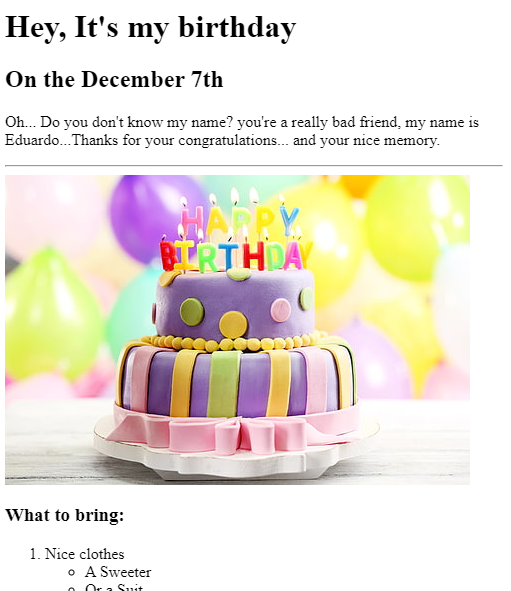 Hey, It's my birthday
On the December 7th
Oh... Do you don't know my name? you're a really bad friend, my name is
Eduardo...Thanks for your congratulations... and your nice memory.
HAPPY
BIRTHDAY
What to bring:
1. Nice clothes
A Sweeter
Or a Suit